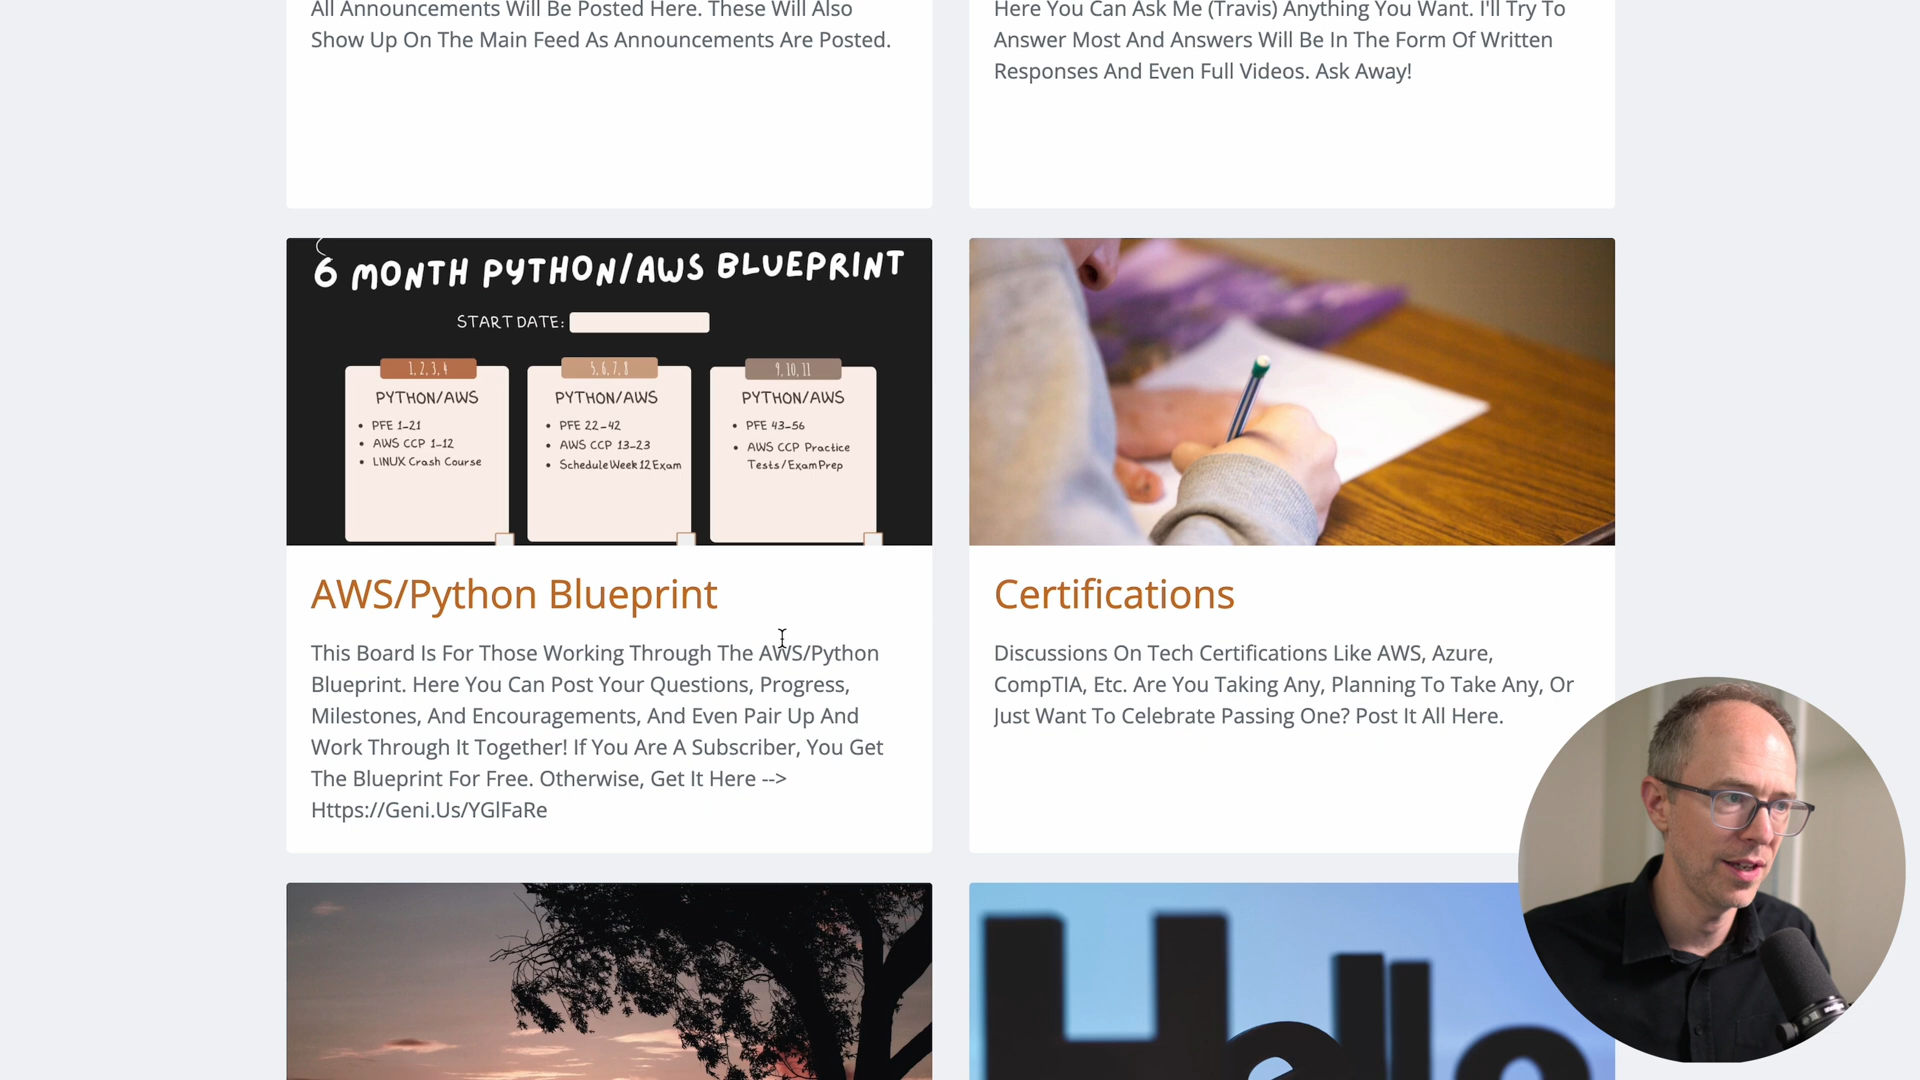 All Announcements Will Be Posted Here. These Will Also
Show Up On The Main Feed As Announcements Are Posted.
Here You Can Ask Me (Travis) Anything You Want. I'll Try To
Answer Most And Answers Will Be In The Form Of Written
Responses And Even Full Videos. Ask Away!
6 MONTH PYTHON/AWS BLUEPRINT
START DATE:
1, 2, 3, 4
PYTHON/AWS
• PFE 1-21
• AWS CCP 1-12
• LINUX Crash Course
5, 6, 7, 8
PYTHON/AWS
• PFE 22-42
• AWS CCP 13-23
• Schedule Week 12 Exam
9, 10, 11
PYTHON/AWS
• PFE 43-56
• AWS CCP Practice
Tests/Exam Prep
AWS/Python Blueprint
This Board Is For Those Working Through The AWS/Python
Blueprint. Here You Can Post Your Questions, Progress,
Milestones, And Encouragements, And Even Pair Up And
Work Through It Together! If You Are A Subscriber, You Get
The Blueprint For Free. Otherwise, Get It Here -->
Https://Geni.Us/YGlFaRe
Certifications
Discussions On Tech Certifications Like AWS, Azure,
CompTIA, Etc. Are You Taking Any, Planning To Take Any, Or
Just Want To Celebrate Passing One? Post It All Here.
Hello